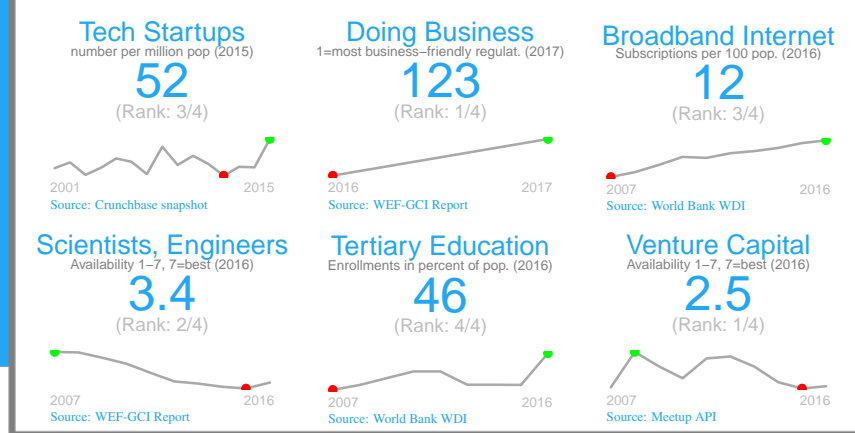 Tech Startups
number per million pop (2015)
52
(Rank: 3/4)
2001 2015
Source: Crunchbase snapshot
Doing Business
1=most business−friendly regulat. (2017)
123
(Rank: 1/4)
2016 2017
Source: WEF-GCI Report
Broadband Internet
Subscriptions per 100 pop. (2016)
12
(Rank: 3/4)
2007 2016
Source: World Bank WDI
Scientists, Engineers
Availability 1−7, 7=best (2016)
3.4
(Rank: 2/4)
2007 2016
Source: WEF-GCI Report
Tertiary Education
Enrollments in percent of pop. (2016)
46
(Rank: 4/4)
2007 2016
Source: World Bank WDI
Venture Capital
Availability 1−7, 7=best (2016)
2.5
(Rank: 1/4)
2007 2016
Source: Meetup API